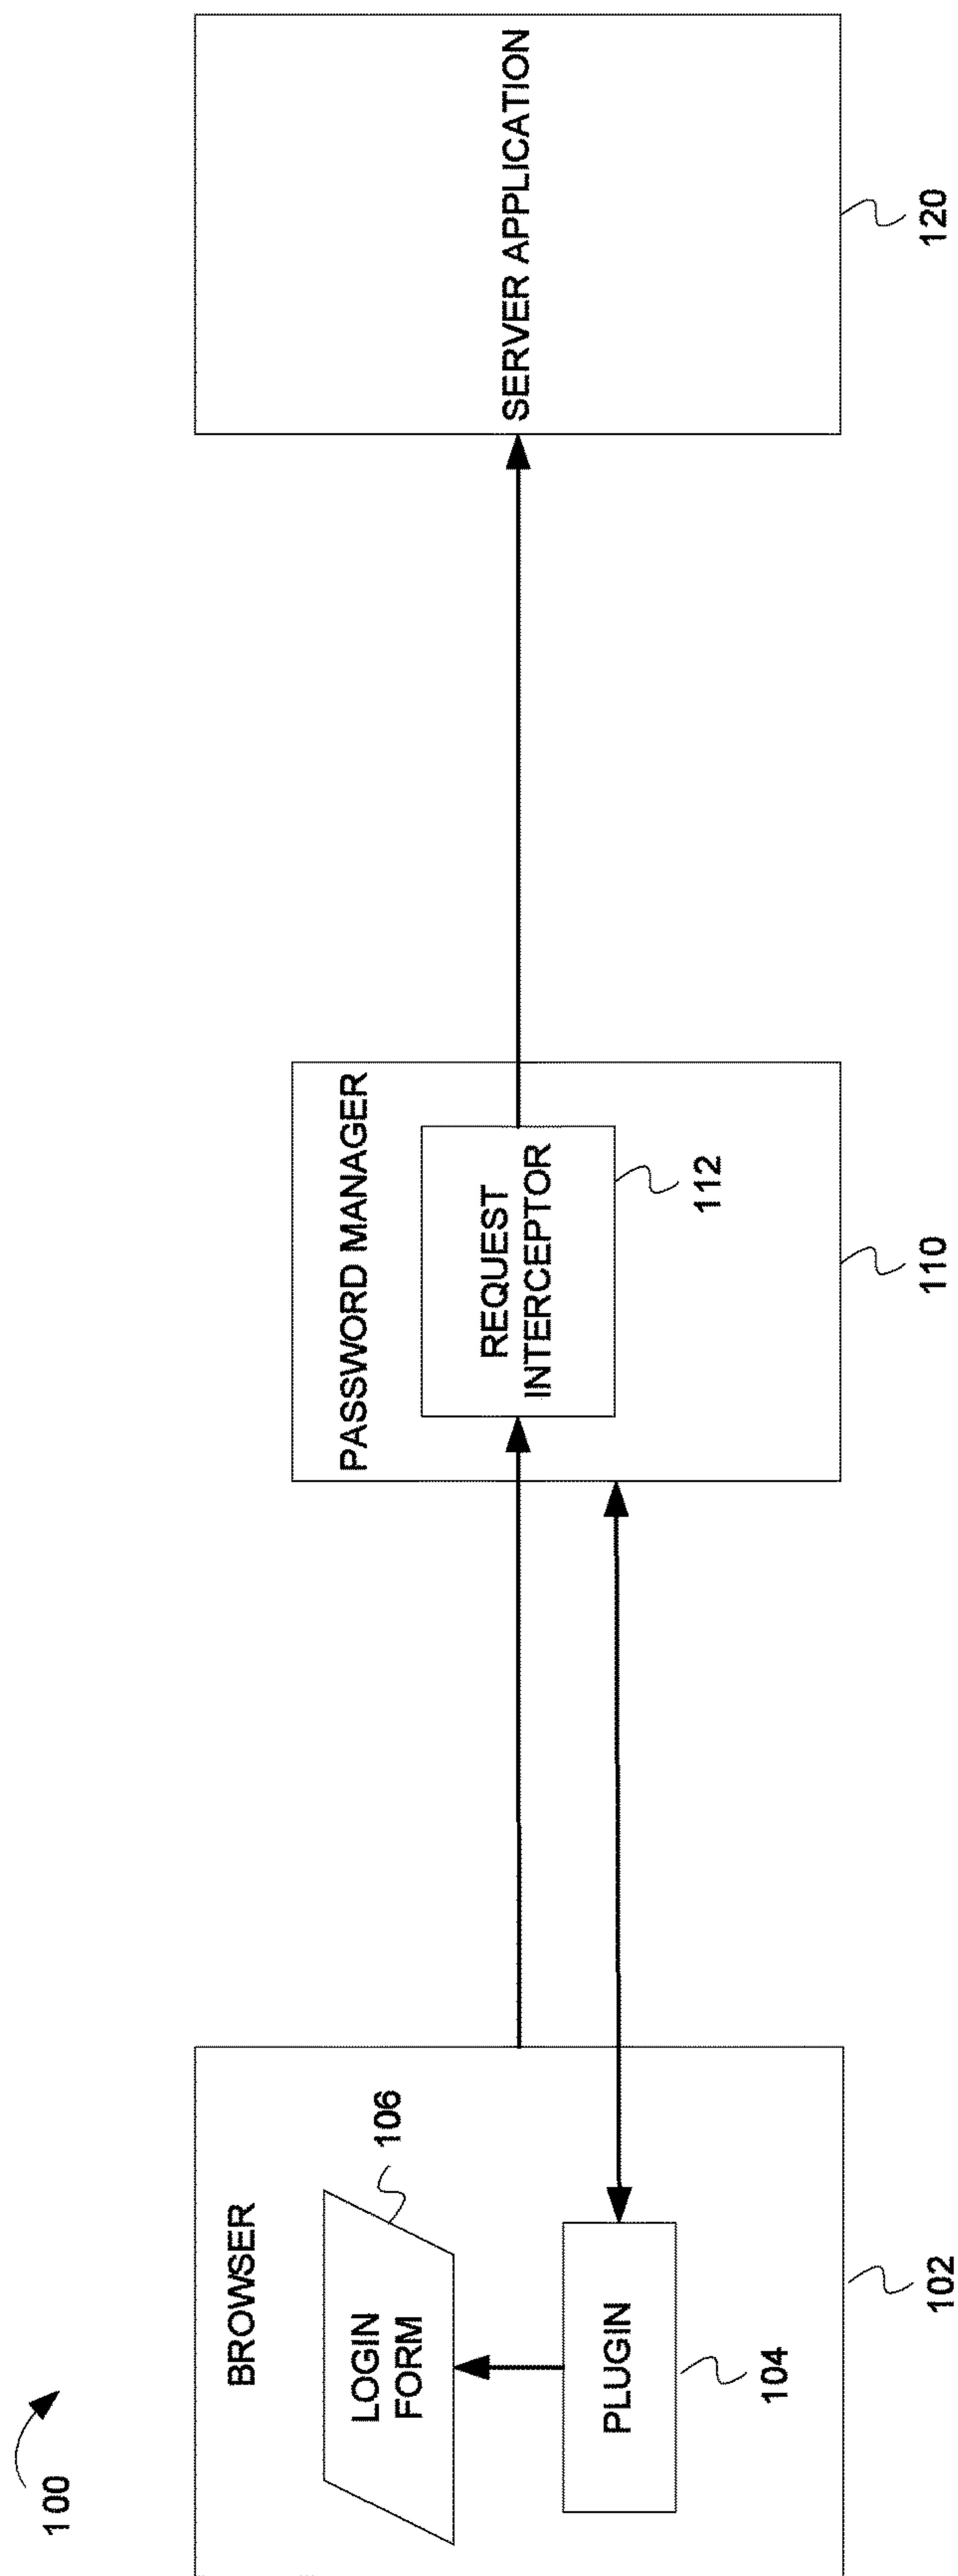 100
BROWSER
LOGIN
FORM
106
PLUGIN
104
102
PASSWORD MANAGER
REQUEST
INTERCEPTOR
112
110
SERVER APPLICATION
120